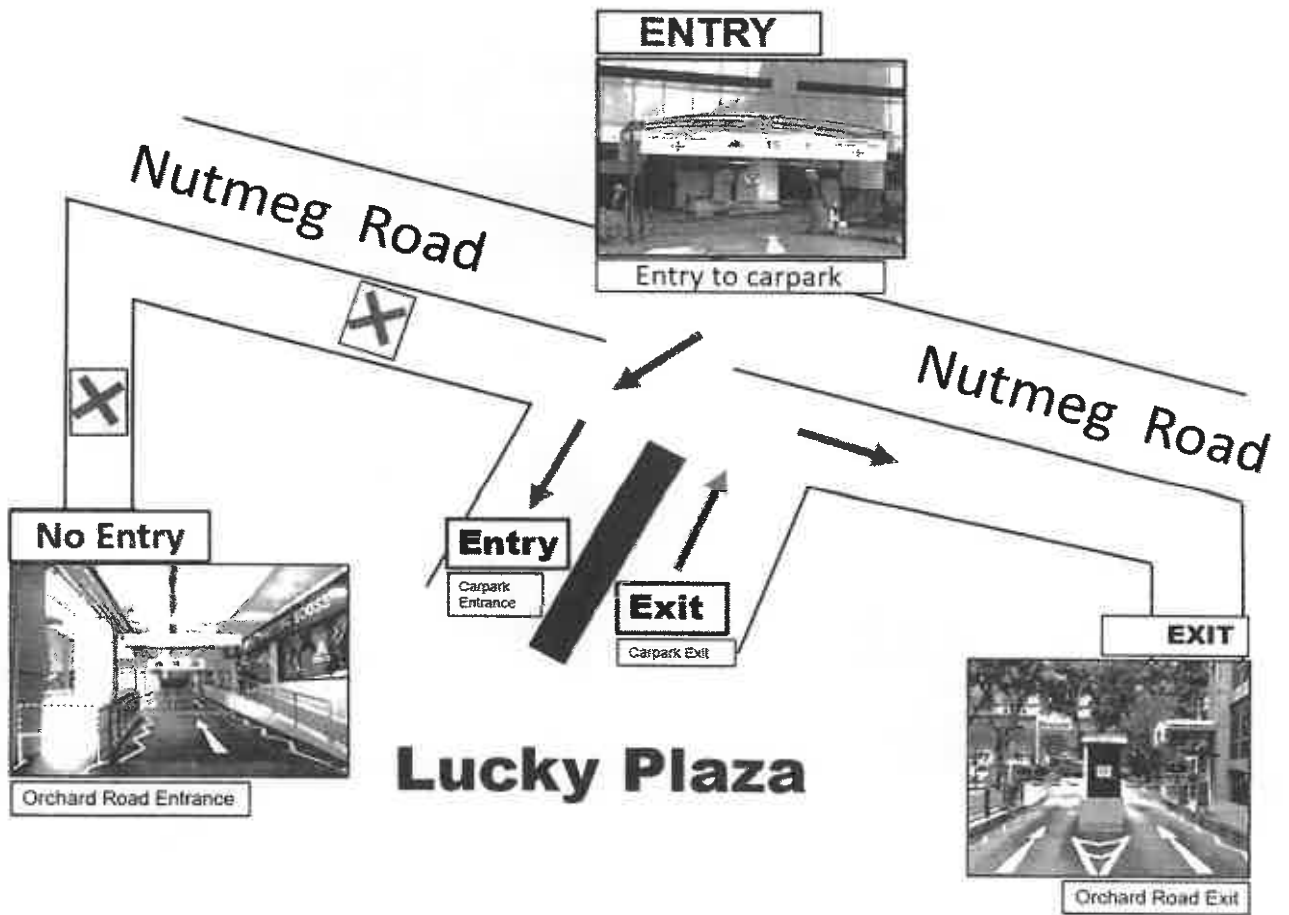 ENTRY
Entry to carpark
Nutmeg Road
Nutmeg Road
No Entry
Orchard Road Entrance
Entry
Carpark
Entrance
Exit
Carpark Exit
EXIT
Orchard Road Exit
Lucky Plaza